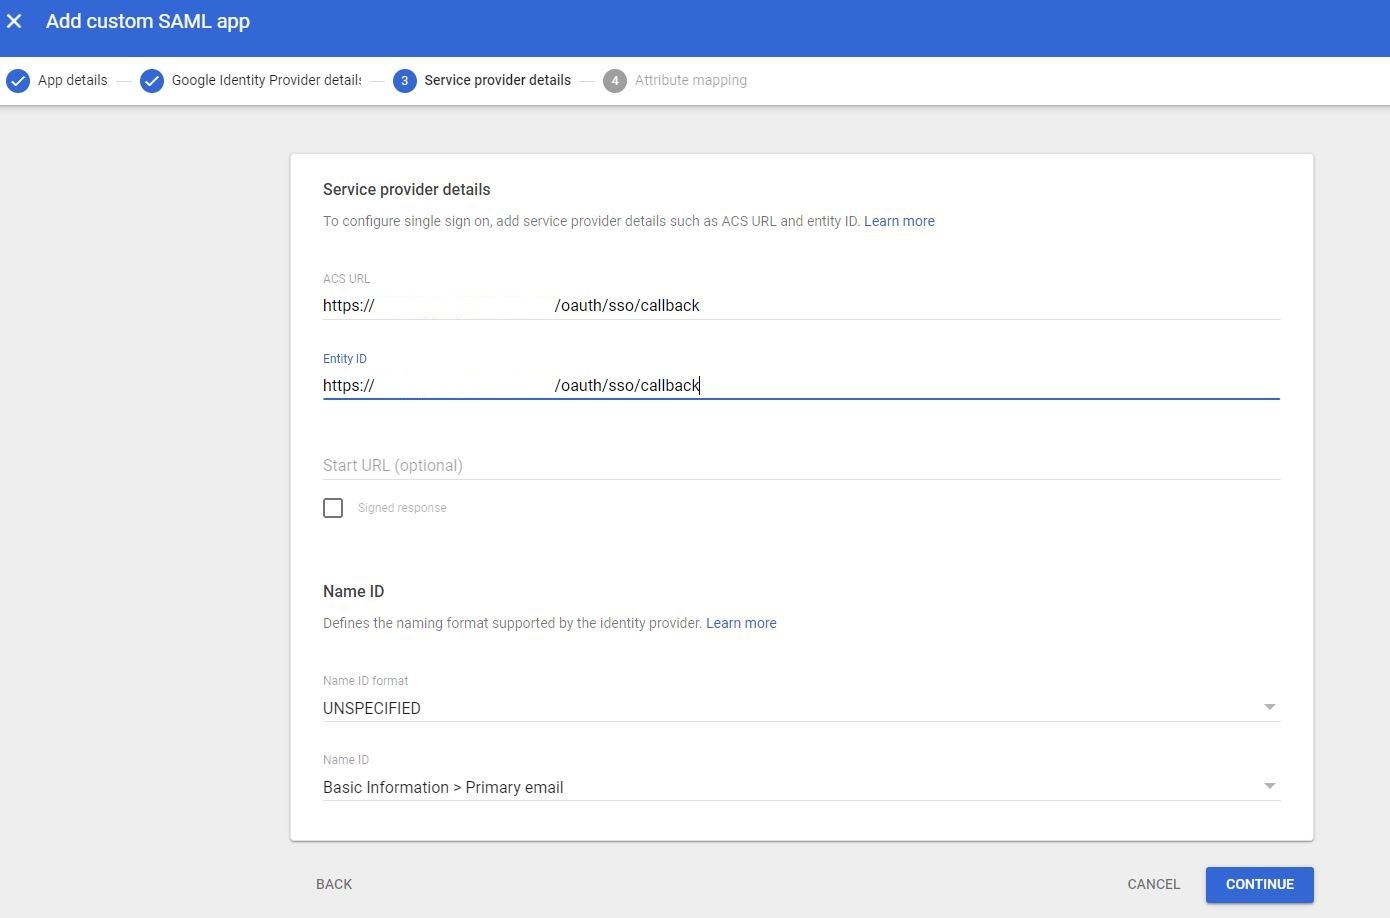 Add custom SAML app
App details
Google Identity Provider details
3 Service provider details
4 Attribute mapping
Service provider details
To configure single sign on, add service provider details such as ACS URL and entity ID. Learn more
ACS URL
https:// /oauth/sso/callback
Entity ID
https:// /oauth/sso/callback
Start URL (optional)
Signed response
Name ID
Defines the naming format supported by the identity provider. Learn more
Name ID format
UNSPECIFIED
Name ID
Basic Information > Primary email
BACK
CANCEL
CONTINUE